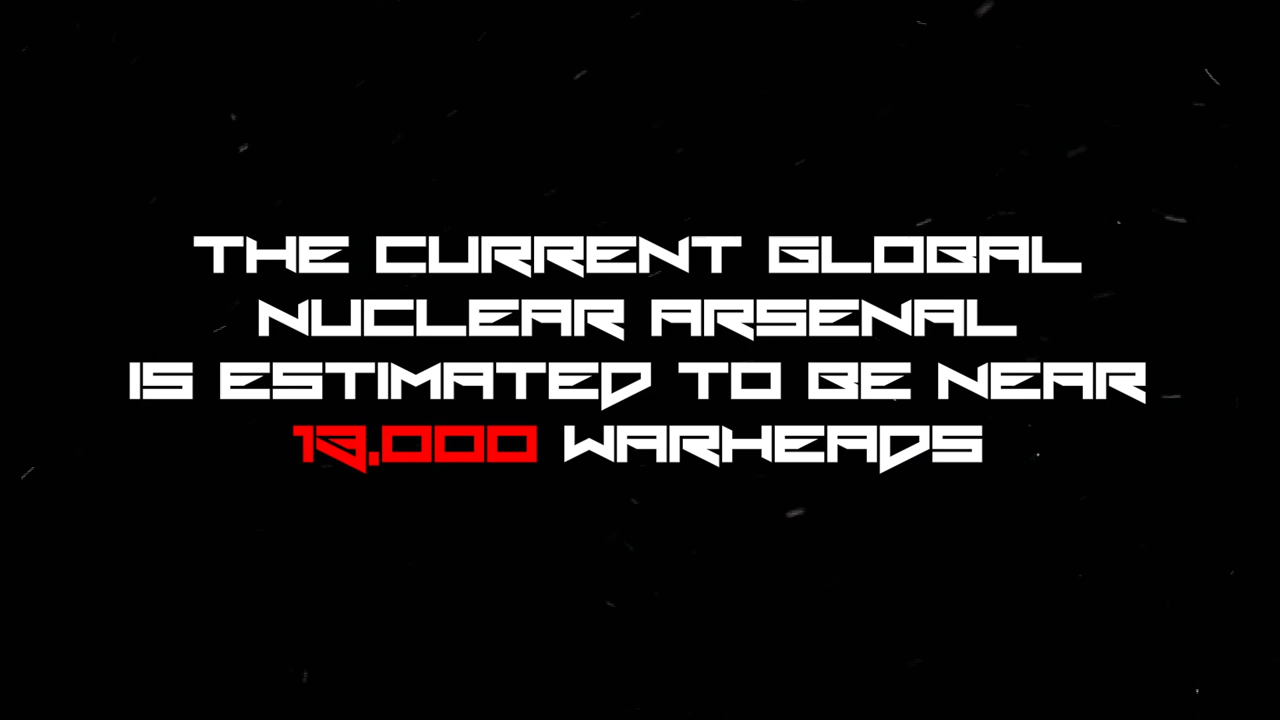 THE CURRENT GLOBAL
NUCLEAR ARSENAL
IS ESTIMATED TO BE NEAR
13.000 WARHEADS